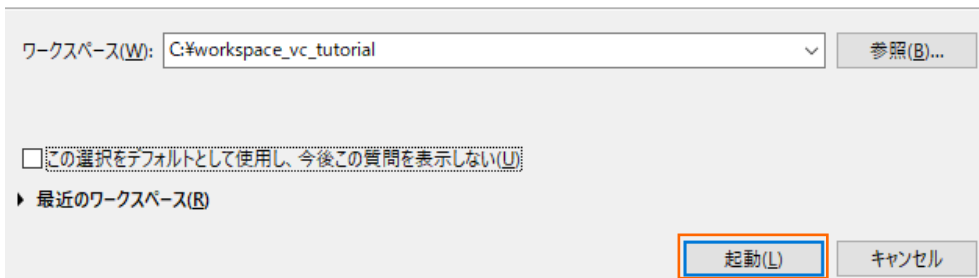 ワークスペース(W): C:¥workspace_vc_tutorial 参照(B)...
この選択をデフォルトとして使用し、今後この質問を表示しない(U)
最近のワークスペース(R)
起動(L) キャンセル